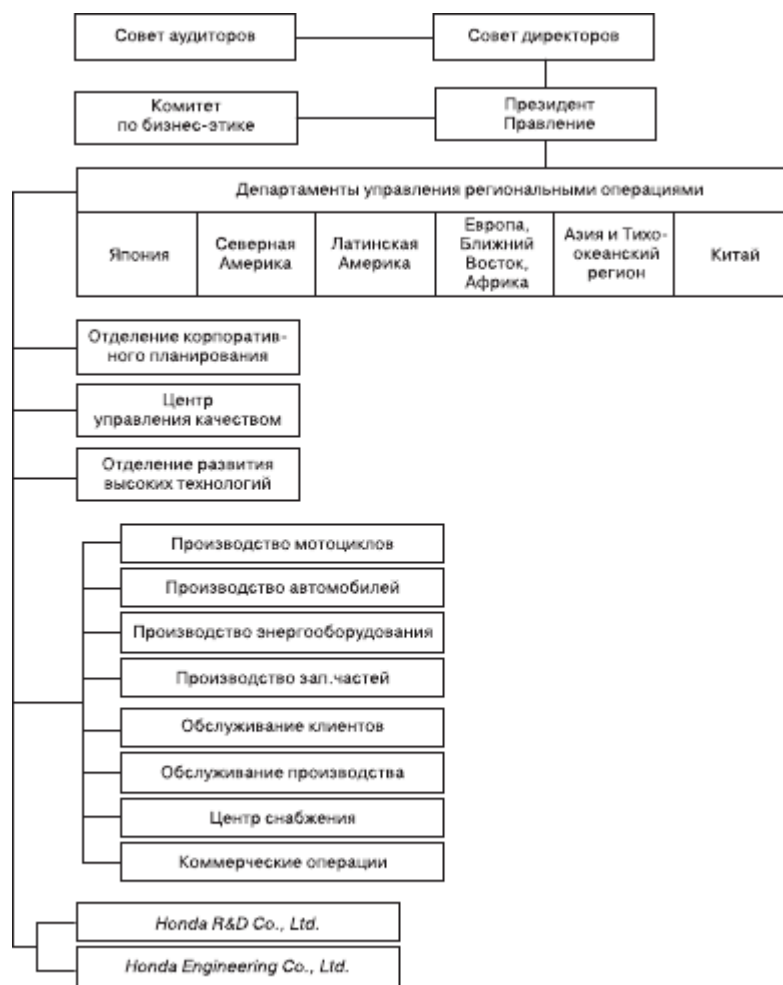 Совет аудиторов
Совет директоров
Комитет
по бизнес-этике
Президент
Правление
Департаменты управления региональными операциями
Япония
Северная
Америка
Латинская
Америка
Европа,
Ближний
Восток,
Африка
Азия и Тихо-
океанский
регион
Китай
Отделение корпоратив-
ного планирования
Центр
управления качеством
Отделение развития
высоких технологий
Производство мотоциклов
Производство автомобилей
Производство энергооборудования
Производство зап.частей
Обслуживание клиентов
Обслуживание производства
Центр снабжения
Коммерческие операции
Honda R&D Co., Ltd.
Honda Engineering Co., Ltd.